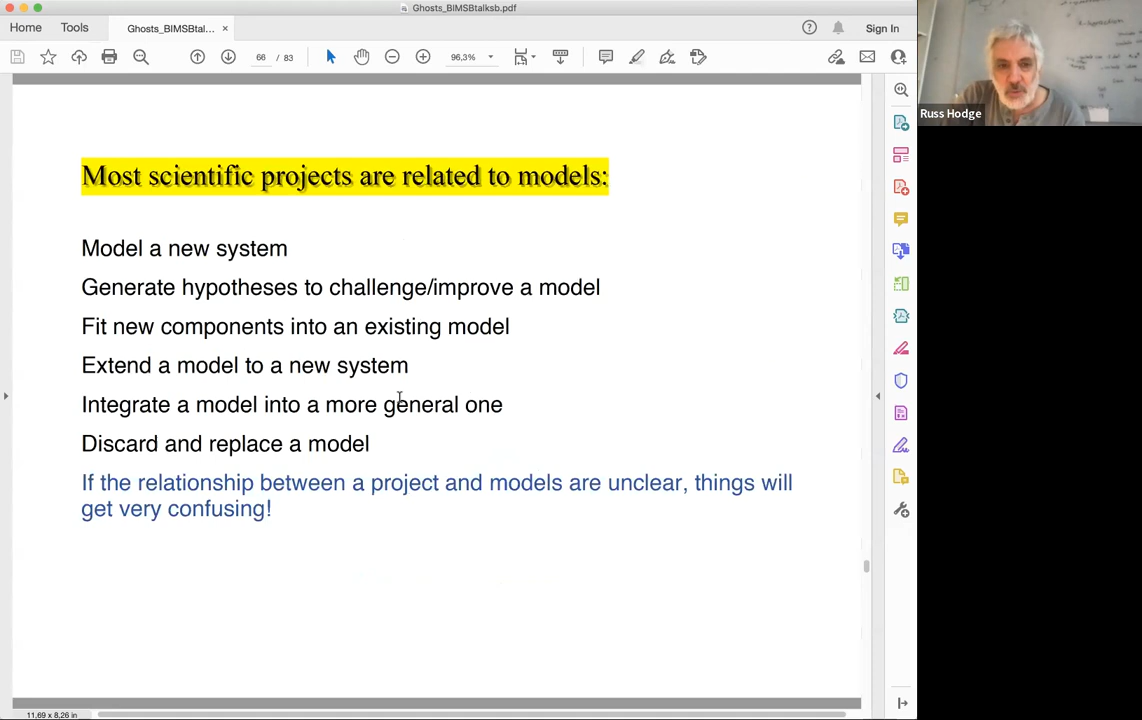 Ghosts_BIMSBtalksb.pdf
Home Tools Ghosts_BIMSBtal... × Sign In
66 / 83 96,3%
Russ Hodge
Most scientific projects are related to models:
Model a new system
Generate hypotheses to challenge/improve a model
Fit new components into an existing model
Extend a model to a new system
Integrate a model into a more general one
Discard and replace a model
If the relationship between a project and models are unclear, things will
get very confusing!
11,69 x 8,26 in